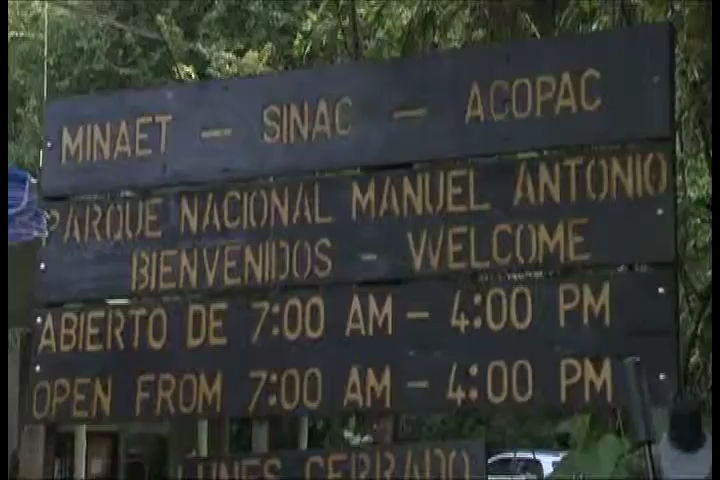 MINAET – SINAC – ACOPAC
PARQUE NACIONAL MANUEL ANTONIO
BIENVENIDOS - WELCOME
ABIERTO DE 7:00 AM – 4:00 PM
OPEN FROM 7:00 AM – 4:00 PM
LUNES CERRADO